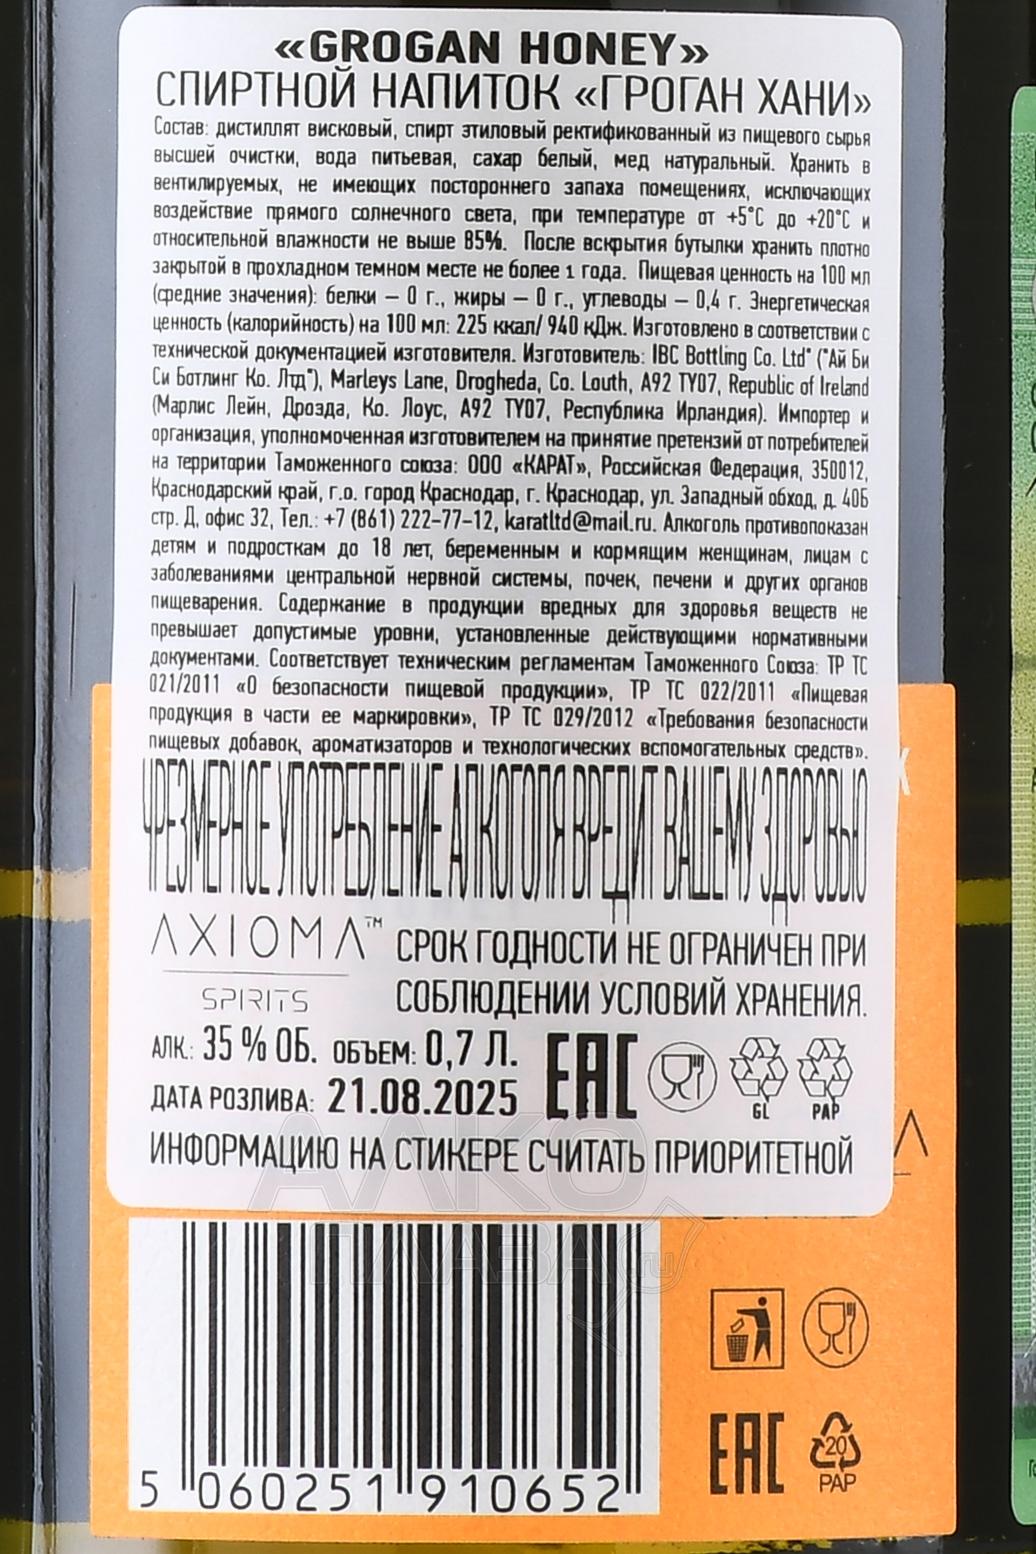 «GROGAN HONEY»
СПИРТНОЙ НАПИТОК «ГРОГАН ХАНИ»
Состав: дистиллят висковый, спирт этиловый ректификованный из пищевого сырья
высшей очистки, вода питьевая, сахар белый, мед натуральный. Хранить в
вентилируемых, не имеющих постороннего запаха помещениях, исключающих
воздействие прямого солнечного света, при температуре от +5°С до +20°С и
относительной влажности не выше 85%. После вскрытия бутылки хранить плотно
закрытой в прохладном темном месте не более 1 года. Пищевая ценность на 100 мл
(средние значения): белки – 0 г., жиры – 0 г., углеводы – 0,4 г. Энергетическая
ценность (калорийность) на 100 мл: 225 ккал/ 940 кДж. Изготовлено в соответствии с
технической документацией изготовителя. Изготовитель: IBC Bottling Co. Ltd" ("Ай Би
Си Ботлинг Ко. Лтд"), Marleys Lane, Drogheda, Co. Louth, A92 TY07, Republic of Ireland
(Марлис Лейн, Дрозда, Ко. Лоус, A92 TY07, Республика Ирландия). Импортер и
организация, уполномоченная изготовителем на принятие претензий от потребителей
на территории Таможенного союза: ООО «КАРАТ», Российская Федерация, 350012,
Краснодарский край, г.о. город Краснодар, г. Краснодар, ул. Западный обход, д. 40Б
стр. Д, офис 32, Тел.: +7 (861) 222-77-12, karatltd@mail.ru. Алкоголь противопоказан
детям и подросткам до 18 лет, беременным и кормящим женщинам, лицам с
заболеваниями центральной нервной системы, почек, печени и других органов
пищеварения. Содержание в продукции вредных для здоровья веществ не
превышает допустимые уровни, установленные действующими нормативными
документами. Соответствует техническим регламентам Таможенного Союза: ТР ТС
021/2011 «О безопасности пищевой продукции», ТР ТС 022/2011 «Пищевая
продукция в части ее маркировки», ТР ТС 029/2012 «Требования безопасности
пищевых добавок, ароматизаторов и технологических вспомогательных средств».
ЧРЕЗМЕРНОЕ УПОТРЕБЛЕНИЕ АЛКОГОЛЯ ВРЕДИТ ВАШЕМУ ЗДОРОВЬЮ
AXIOMA™
SPIRITS
СРОК ГОДНОСТИ НЕ ОГРАНИЧЕН ПРИ
СОБЛЮДЕНИИ УСЛОВИЙ ХРАНЕНИЯ.
АЛК.: 35 % ОБ. ОБЪЕМ: 0,7 Л.
ДАТА РОЗЛИВА: 21.08.2025
EAC
GL
PAP
ИНФОРМАЦИЮ НА СТИКЕРЕ СЧИТАТЬ ПРИОРИТЕТНОЙ
АЛКО
ПЛАВА.ru
5 060251 910652
EAC
20
PAP